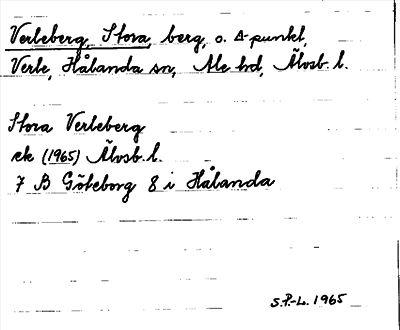 Verleberg, Stora, berg, o. Δ-punkt,
Verle, Hålanda sn, Ale hd, Älvsb. l.
Stora Verleberg
ek (1965) Älvsb. l.
7 B Göteborg 8 i Hålanda
S.P.-L. 1965